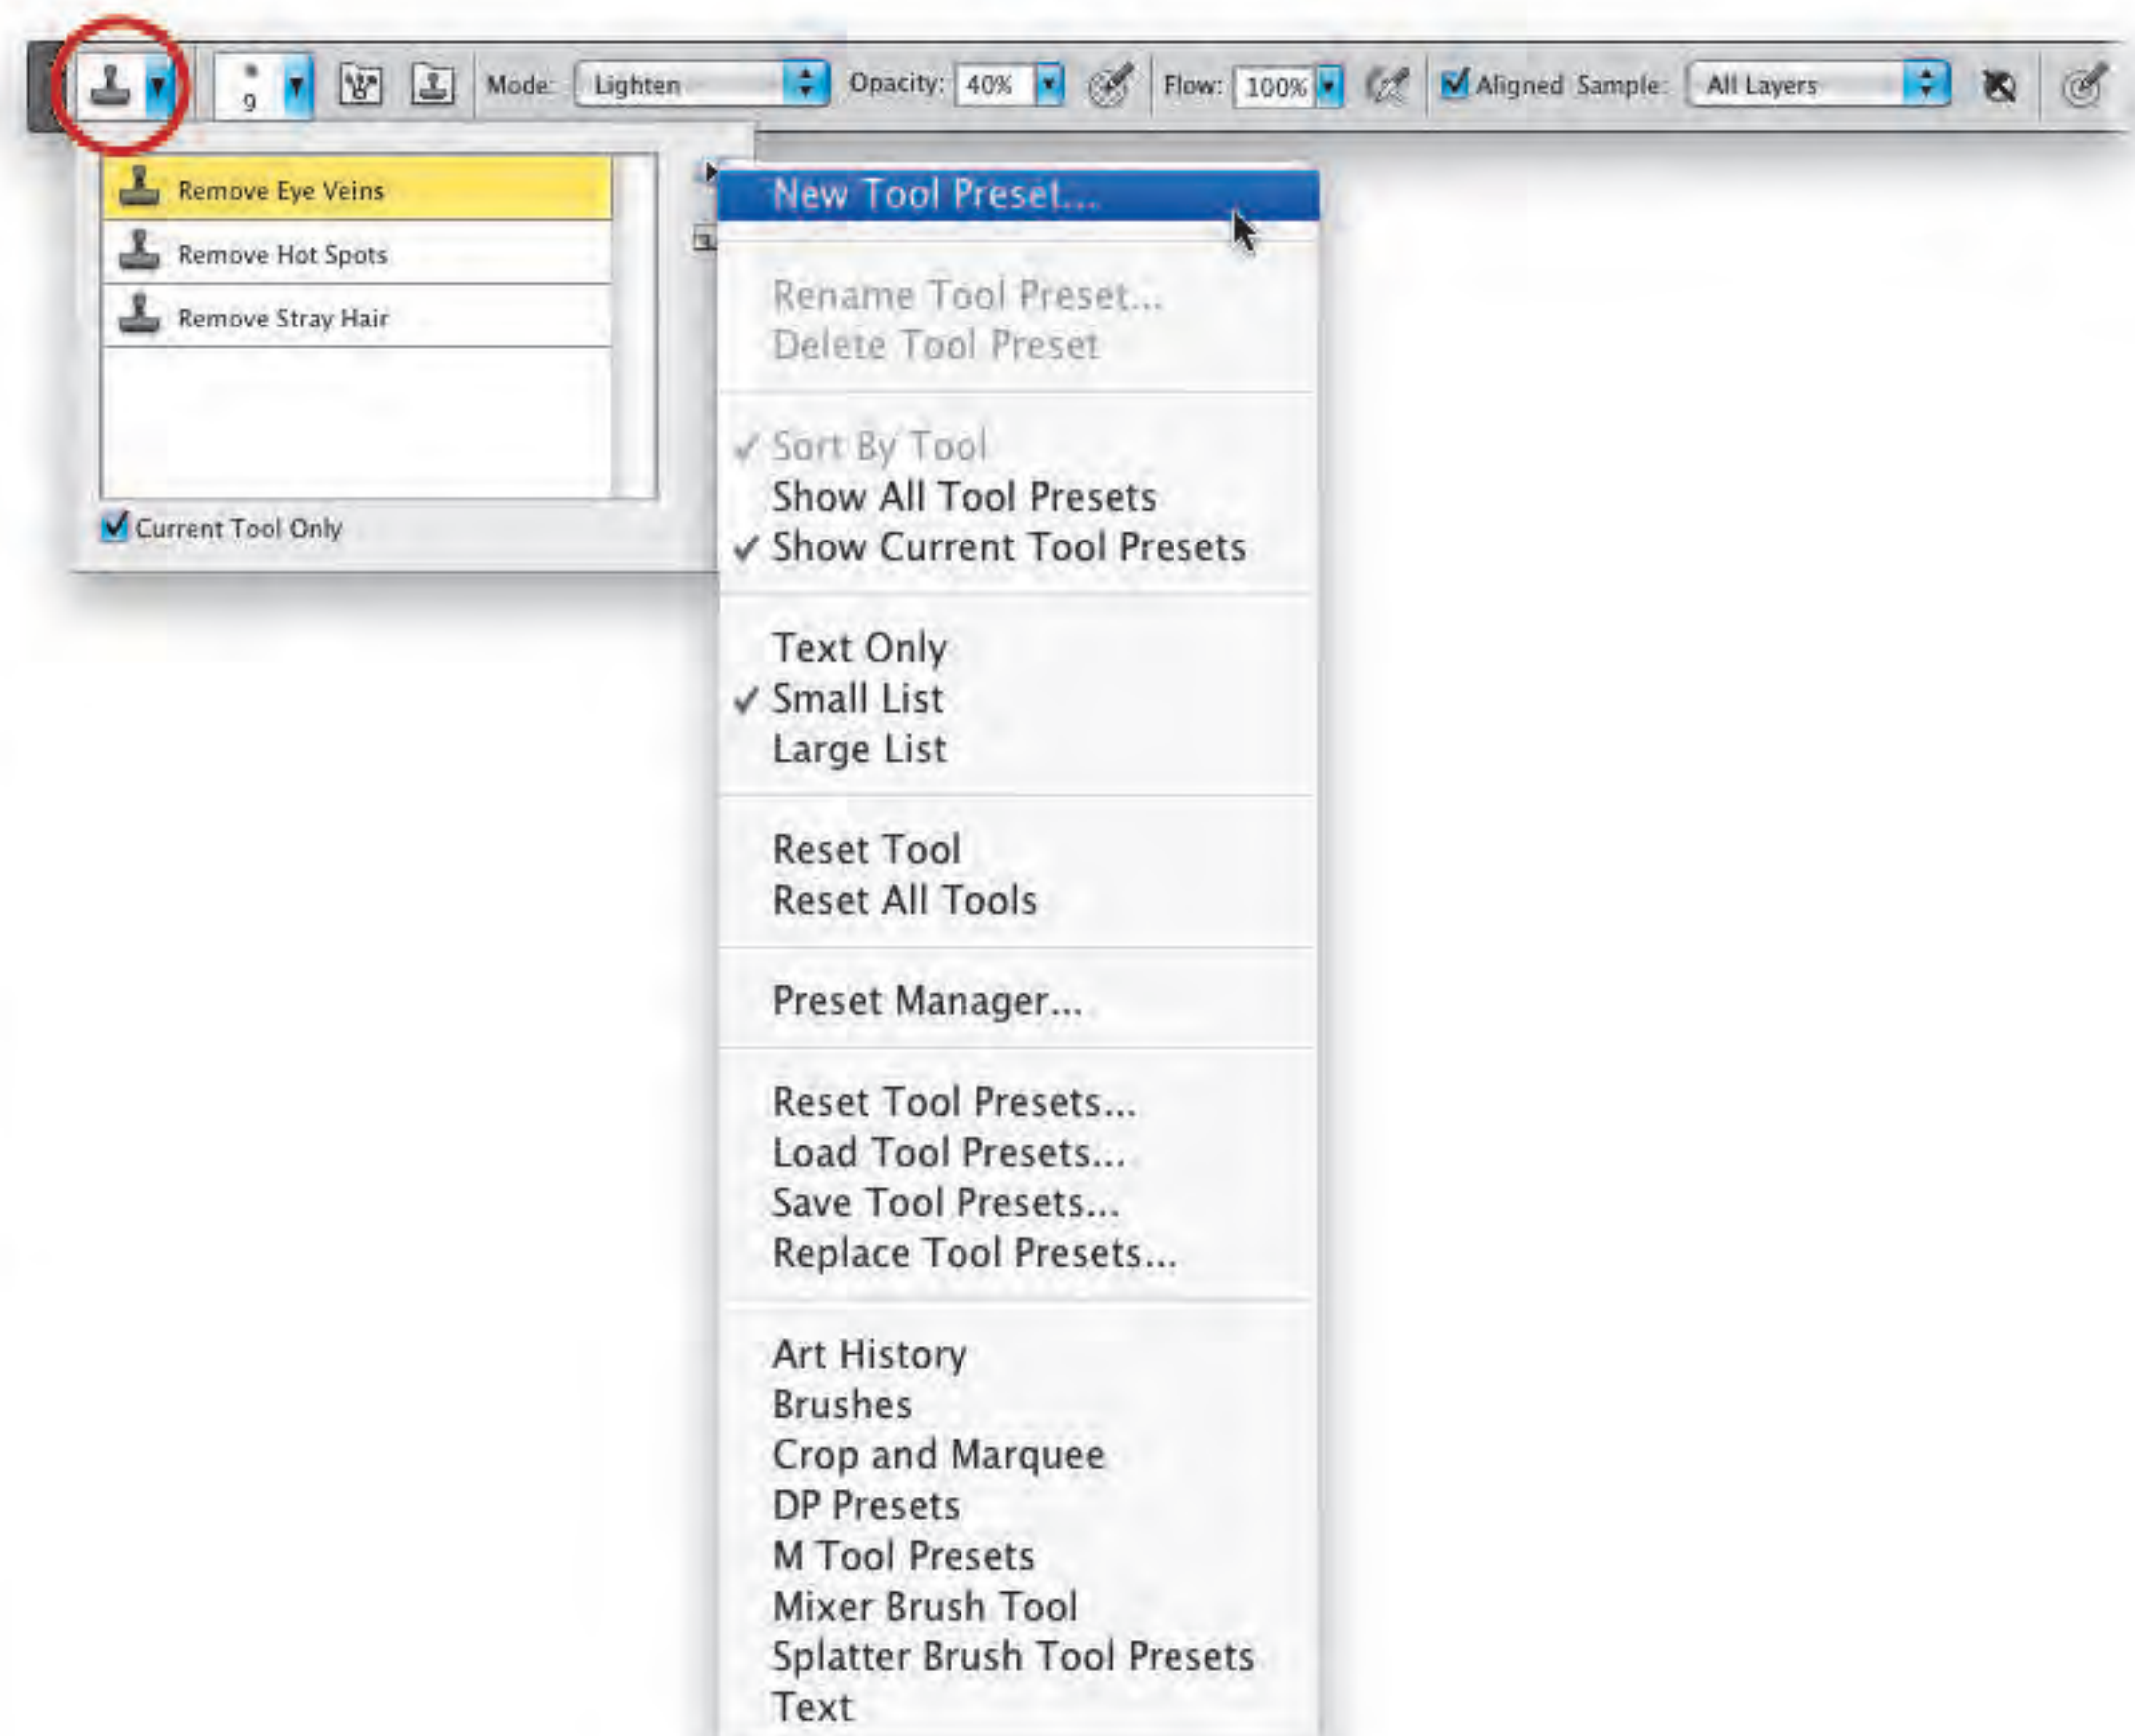 9 Mode: Lighten Opacity: 40% Flow: 100% Aligned Sample: All Layers
Remove Eye Veins
Remove Hot Spots
Remove Stray Hair
Current Tool Only
New Tool Preset...
Rename Tool Preset...
Delete Tool Preset
Sort By Tool
Show All Tool Presets
Show Current Tool Presets
Text Only
Small List
Large List
Reset Tool
Reset All Tools
Preset Manager...
Reset Tool Presets...
Load Tool Presets...
Save Tool Presets...
Replace Tool Presets...
Art History
Brushes
Crop and Marquee
DP Presets
M Tool Presets
Mixer Brush Tool
Splatter Brush Tool Presets
Text